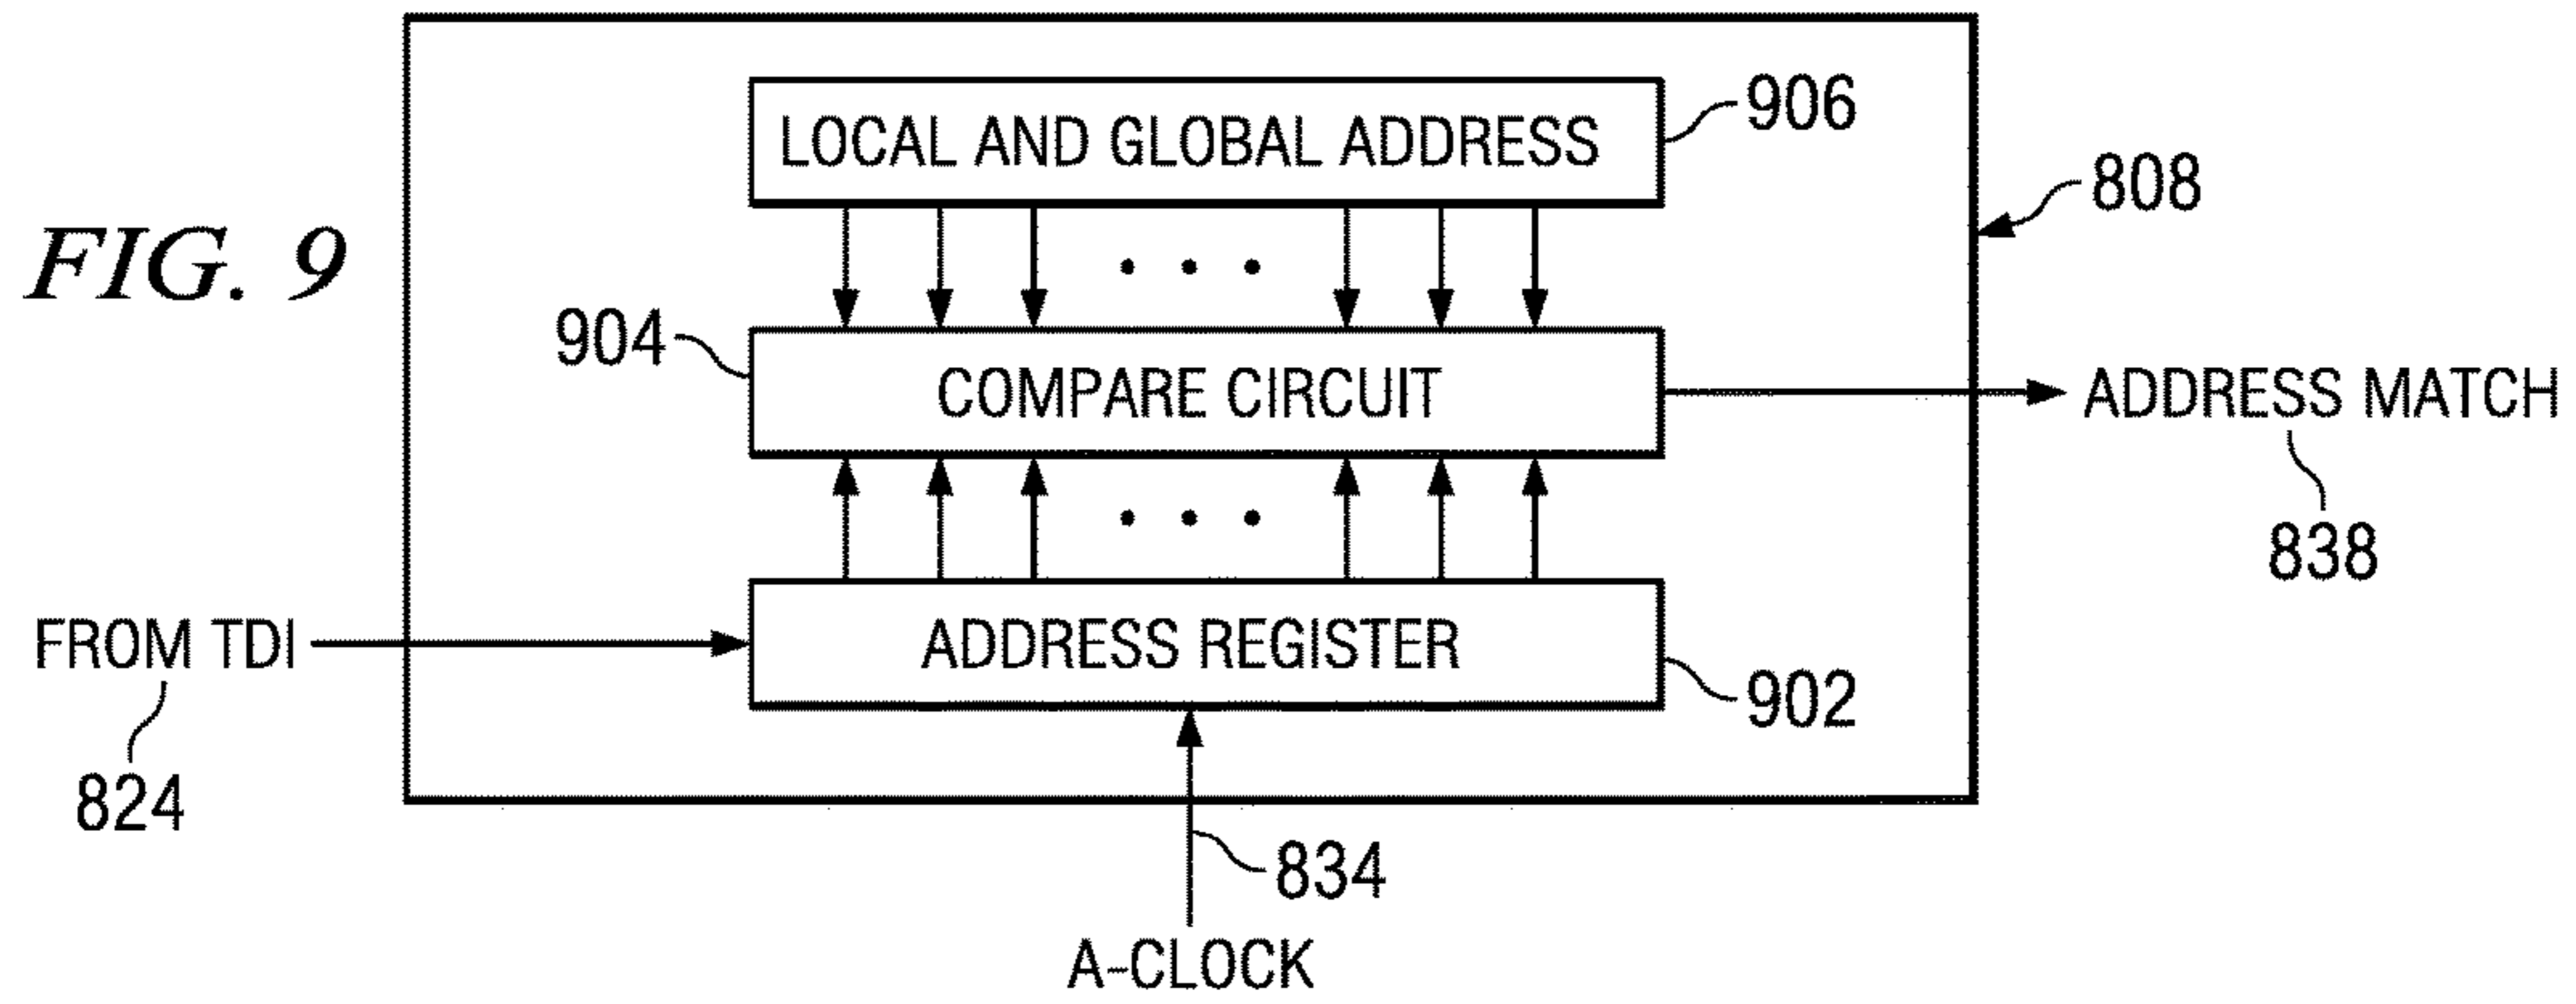 FIG. 9
LOCAL AND GLOBAL ADDRESS
906
808
904
COMPARE CIRCUIT
ADDRESS MATCH
838
FROM TDI
824
ADDRESS REGISTER
902
834
A-CLOCK